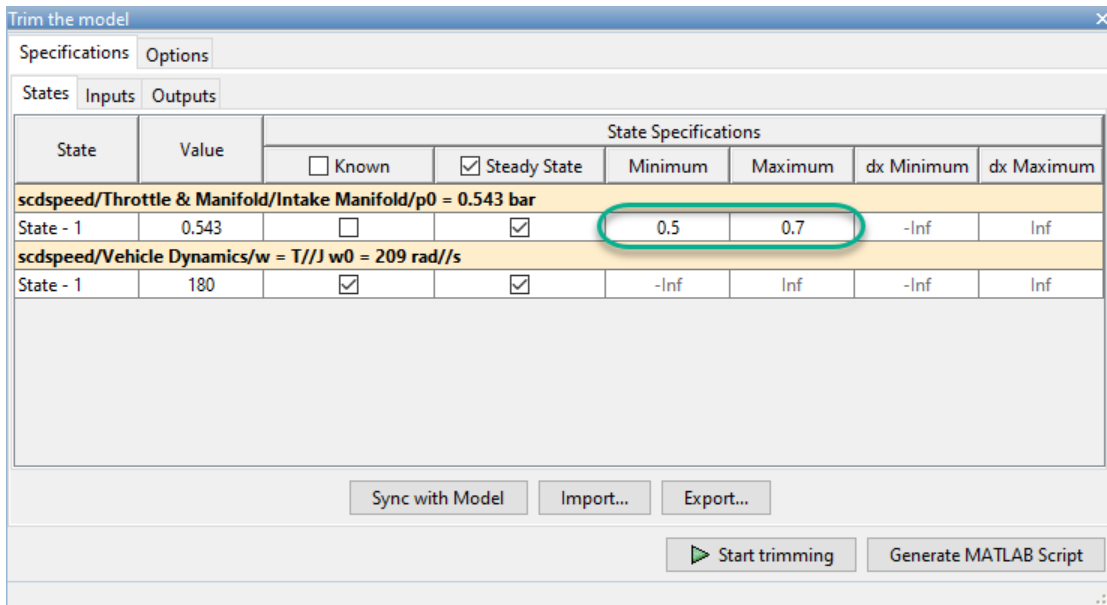 Trim the model
Specifications Options
States Inputs Outputs
State Value State Specifications
Known Steady State Minimum Maximum dx Minimum dx Maximum
scdspeed/Throttle & Manifold/Intake Manifold/p0 = 0.543 bar
State - 1 0.543 0.5 0.7 -Inf Inf
scdspeed/Vehicle Dynamics/w = T//J w0 = 209 rad//s
State - 1 180 -Inf Inf -Inf Inf
Sync with Model Import... Export...
Start trimming Generate MATLAB Script